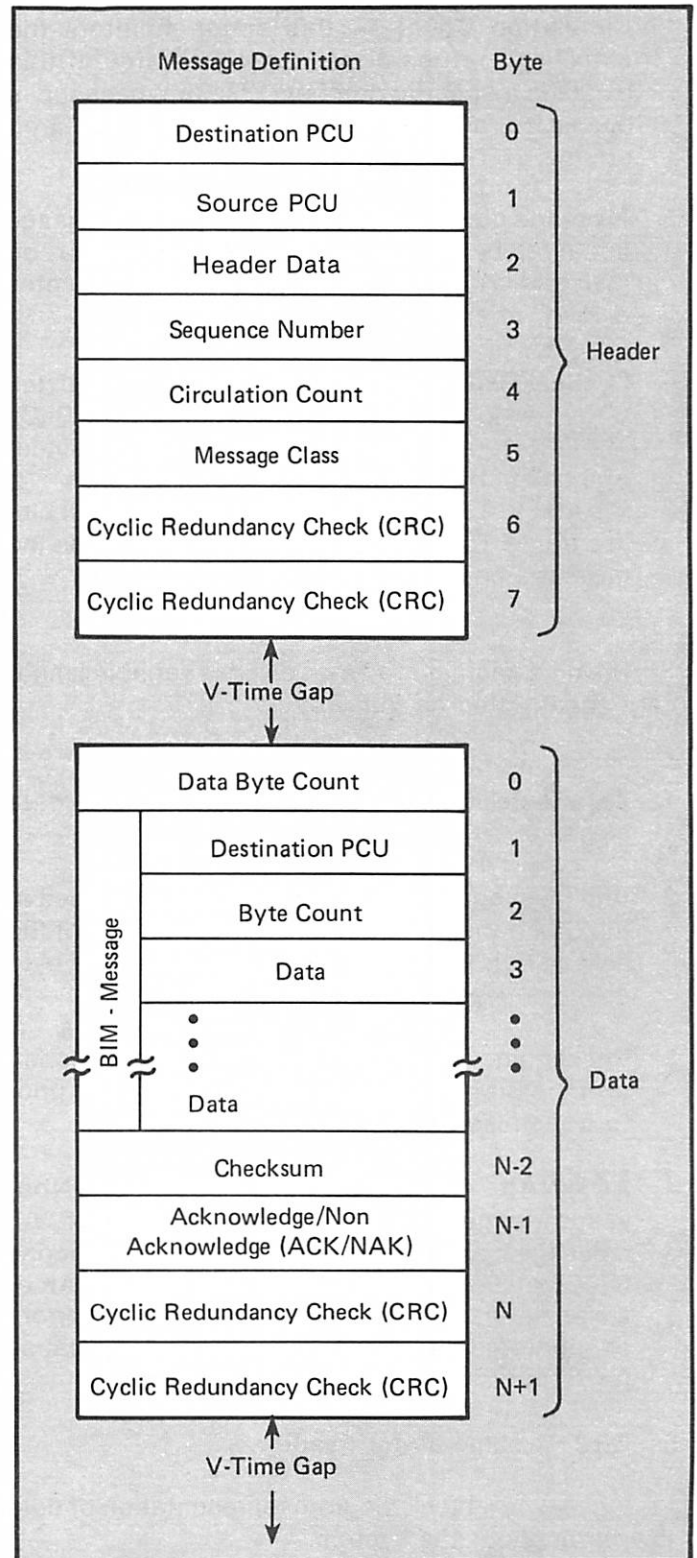 Message Definition Byte
Destination PCU 0
Source PCU 1
Header Data 2
Sequence Number 3
Header
Circulation Count 4
Message Class 5
Cyclic Redundancy Check (CRC) 6
Cyclic Redundancy Check (CRC) 7
V-Time Gap
Data Byte Count 0
BIM - Message
Destination PCU 1
Byte Count 2
Data 3
Data
Data
Checksum N-2
Acknowledge/Non
Acknowledge (ACK/NAK) N-1
Cyclic Redundancy Check (CRC) N
Cyclic Redundancy Check (CRC) N+1
V-Time Gap